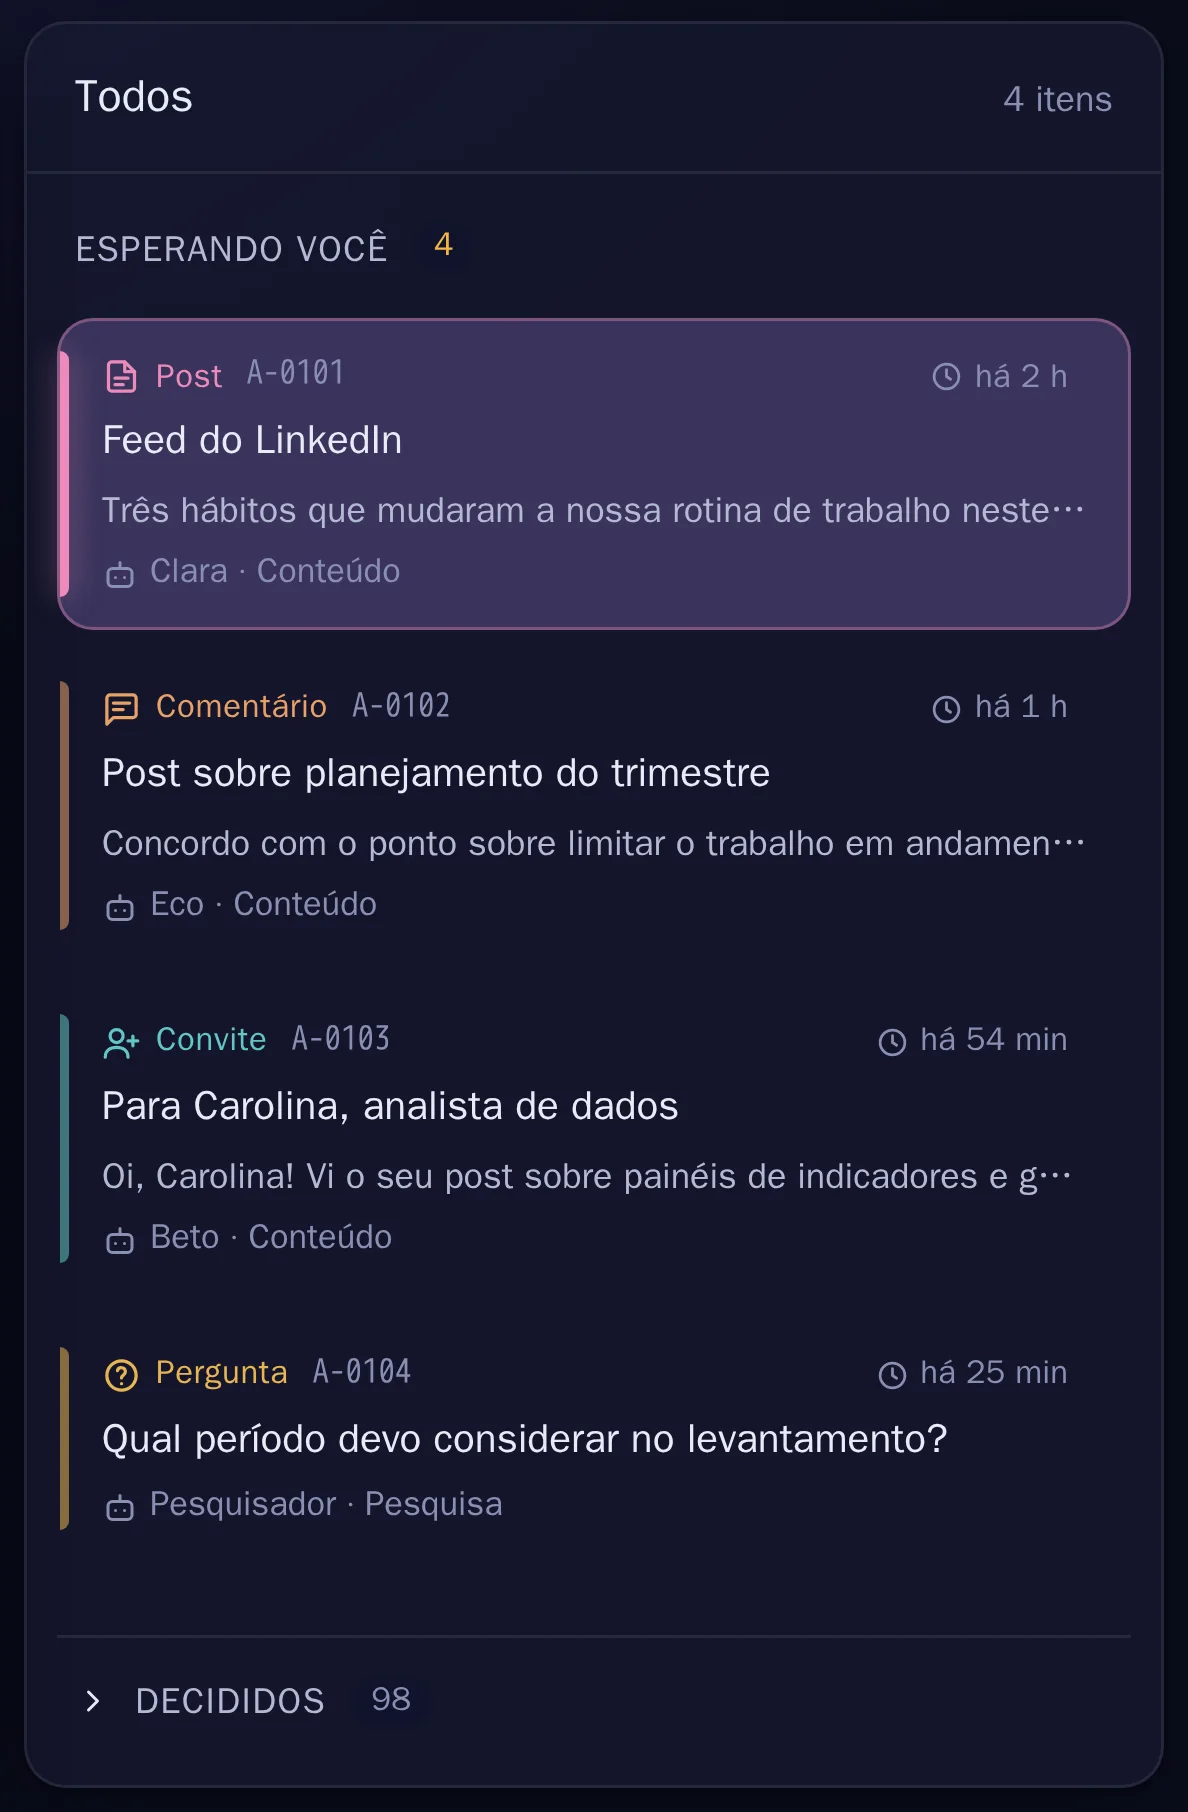 Todos
4 itens
ESPERANDO VOCÊ 4
Post A-0101 há 2 h
Feed do LinkedIn
Três hábitos que mudaram a nossa rotina de trabalho neste…
Clara · Conteúdo
Comentário A-0102 há 1 h
Post sobre planejamento do trimestre
Concordo com o ponto sobre limitar o trabalho em andamen…
Eco · Conteúdo
Convite A-0103 há 54 min
Para Carolina, analista de dados
Oi, Carolina! Vi o seu post sobre painéis de indicadores e g…
Beto · Conteúdo
Pergunta A-0104 há 25 min
Qual período devo considerar no levantamento?
Pesquisador · Pesquisa
DECIDIDOS 98